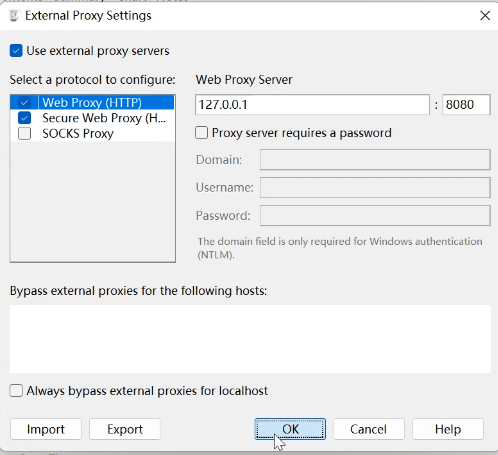 External Proxy Settings
Use external proxy servers
Select a protocol to configure:
Web Proxy (HTTP)
Secure Web Proxy (H...
SOCKS Proxy
Web Proxy Server
127.0.0.1 : 8080
Proxy server requires a password
Domain:
Username:
Password:
The domain field is only required for Windows authentication
(NTLM).
Bypass external proxies for the following hosts:
Always bypass external proxies for localhost
Import Export OK Cancel Help